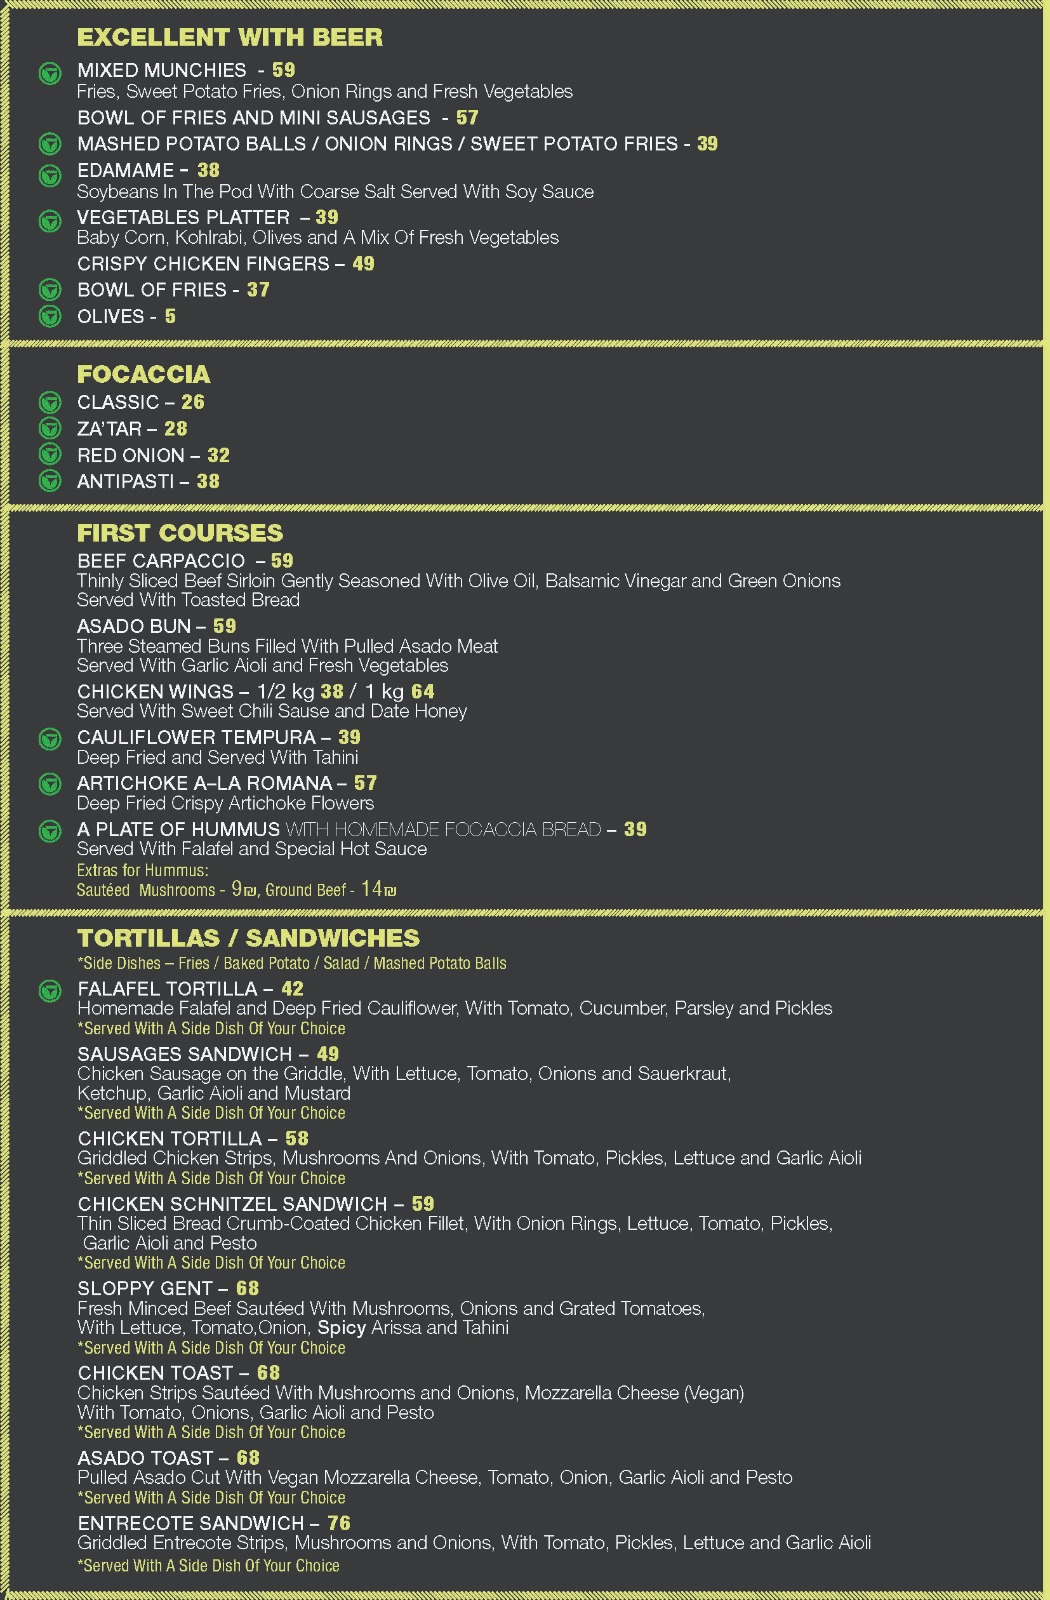 EXCELLENT WITH BEER
MIXED MUNCHIES - 59
Fries, Sweet Potato Fries, Onion Rings and Fresh Vegetables
BOWL OF FRIES AND MINI SAUSAGES - 57
MASHED POTATO BALLS / ONION RINGS / SWEET POTATO FRIES - 39
EDAMAME – 38
Soybeans In The Pod With Coarse Salt Served With Soy Sauce
VEGETABLES PLATTER – 39
Baby Corn, Kohlrabi, Olives and A Mix Of Fresh Vegetables
CRISPY CHICKEN FINGERS – 49
BOWL OF FRIES - 37
OLIVES - 5
FOCACCIA
CLASSIC – 26
ZA'TAR – 28
RED ONION – 32
ANTIPASTI – 38
FIRST COURSES
BEEF CARPACCIO – 59
Thinly Sliced Beef Sirloin Gently Seasoned With Olive Oil, Balsamic Vinegar and Green Onions
Served With Toasted Bread
ASADO BUN – 59
Three Steamed Buns Filled With Pulled Asado Meat
Served With Garlic Aioli and Fresh Vegetables
CHICKEN WINGS – 1/2 kg 38 / 1 kg 64
Served With Sweet Chili Sause and Date Honey
CAULIFLOWER TEMPURA – 39
Deep Fried and Served With Tahini
ARTICHOKE A–LA ROMANA – 57
Deep Fried Crispy Artichoke Flowers
A PLATE OF HUMMUS WITH HOMEMADE FOCACCIA BREAD – 39
Served With Falafel and Special Hot Sauce
Extras for Hummus:
Sautéed Mushrooms - 9₪, Ground Beef - 14₪
TORTILLAS / SANDWICHES
*Side Dishes – Fries / Baked Potato / Salad / Mashed Potato Balls
FALAFEL TORTILLA – 42
Homemade Falafel and Deep Fried Cauliflower, With Tomato, Cucumber, Parsley and Pickles
*Served With A Side Dish Of Your Choice
SAUSAGES SANDWICH – 49
Chicken Sausage on the Griddle, With Lettuce, Tomato, Onions and Sauerkraut,
Ketchup, Garlic Aioli and Mustard
*Served With A Side Dish Of Your Choice
CHICKEN TORTILLA – 58
Griddled Chicken Strips, Mushrooms And Onions, With Tomato, Pickles, Lettuce and Garlic Aioli
*Served With A Side Dish Of Your Choice
CHICKEN SCHNITZEL SANDWICH – 59
Thin Sliced Bread Crumb-Coated Chicken Fillet, With Onion Rings, Lettuce, Tomato, Pickles,
Garlic Aioli and Pesto
*Served With A Side Dish Of Your Choice
SLOPPY GENT – 68
Fresh Minced Beef Sautéed With Mushrooms, Onions and Grated Tomatoes,
With Lettuce, Tomato,Onion, Spicy Arissa and Tahini
*Served With A Side Dish Of Your Choice
CHICKEN TOAST – 68
Chicken Strips Sautéed With Mushrooms and Onions, Mozzarella Cheese (Vegan)
With Tomato, Onions, Garlic Aioli and Pesto
*Served With A Side Dish Of Your Choice
ASADO TOAST – 68
Pulled Asado Cut With Vegan Mozzarella Cheese, Tomato, Onion, Garlic Aioli and Pesto
*Served With A Side Dish Of Your Choice
ENTRECOTE SANDWICH – 76
Griddled Entrecote Strips, Mushrooms and Onions, With Tomato, Pickles, Lettuce and Garlic Aioli
*Served With A Side Dish Of Your Choice